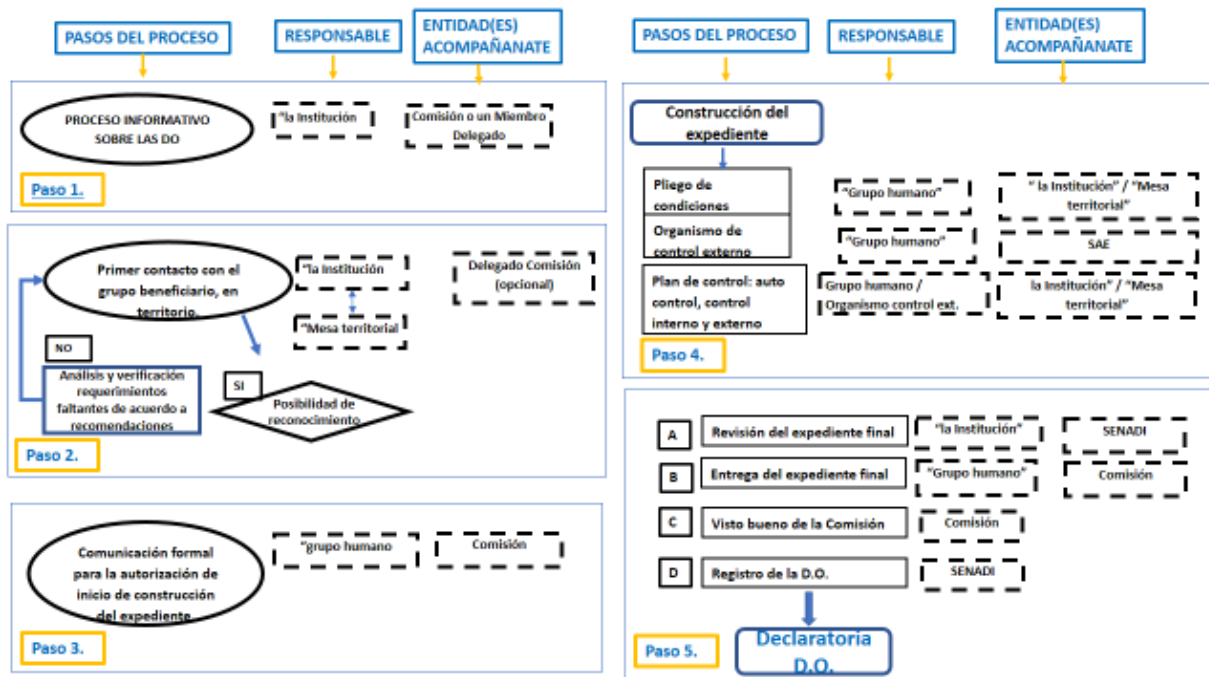 PASOS DEL PROCESO
RESPONSABLE
ENTIDAD(ES)
ACOMPAÑANATE
PROCESO INFORMATIVO
SOBRE LAS DO
"la Institución
Comisión o un Miembro
Delegado
Paso 1.
Primer contacto con el
grupo beneficiario, en
territorio.
"la Institución
"Mesa territorial
Delegado Comisión
(opcional)
NO
Análisis y verificación
requerimientos
faltantes de acuerdo a
recomendaciones
SI
Posibilidad de
reconocimiento
Paso 2.
Comunicación formal
para la autorización de
inicio de construcción
del expediente
"grupo humano
Comisión
Paso 3.
PASOS DEL PROCESO
RESPONSABLE
ENTIDAD(ES)
ACOMPAÑANATE
Construcción del
expediente
Pliego de
condiciones
"Grupo humano"
" la Institución" / "Mesa
territorial"
Organismo de
control externo
"Grupo humano"
SAE
Plan de control: auto
control, control
interno y externo
Grupo humano /
Organismo control ext.
la Institución" / "Mesa
territorial"
Paso 4.
A
Revisión del expediente final
"la Institución"
SENADI
B
Entrega del expediente final
"Grupo humano"
Comisión
C
Visto bueno de la Comisión
Comisión
D
Registro de la D.O.
SENADI
Paso 5.
Declaratoria
D.O.